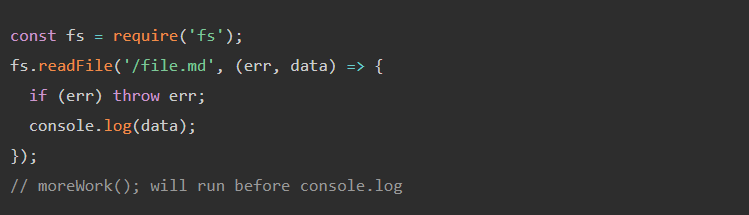 const fs = require('fs');
fs.readFile('/file.md', (err, data) => {
  if (err) throw err;
  console.log(data);
});
// moreWork(); will run before console.log